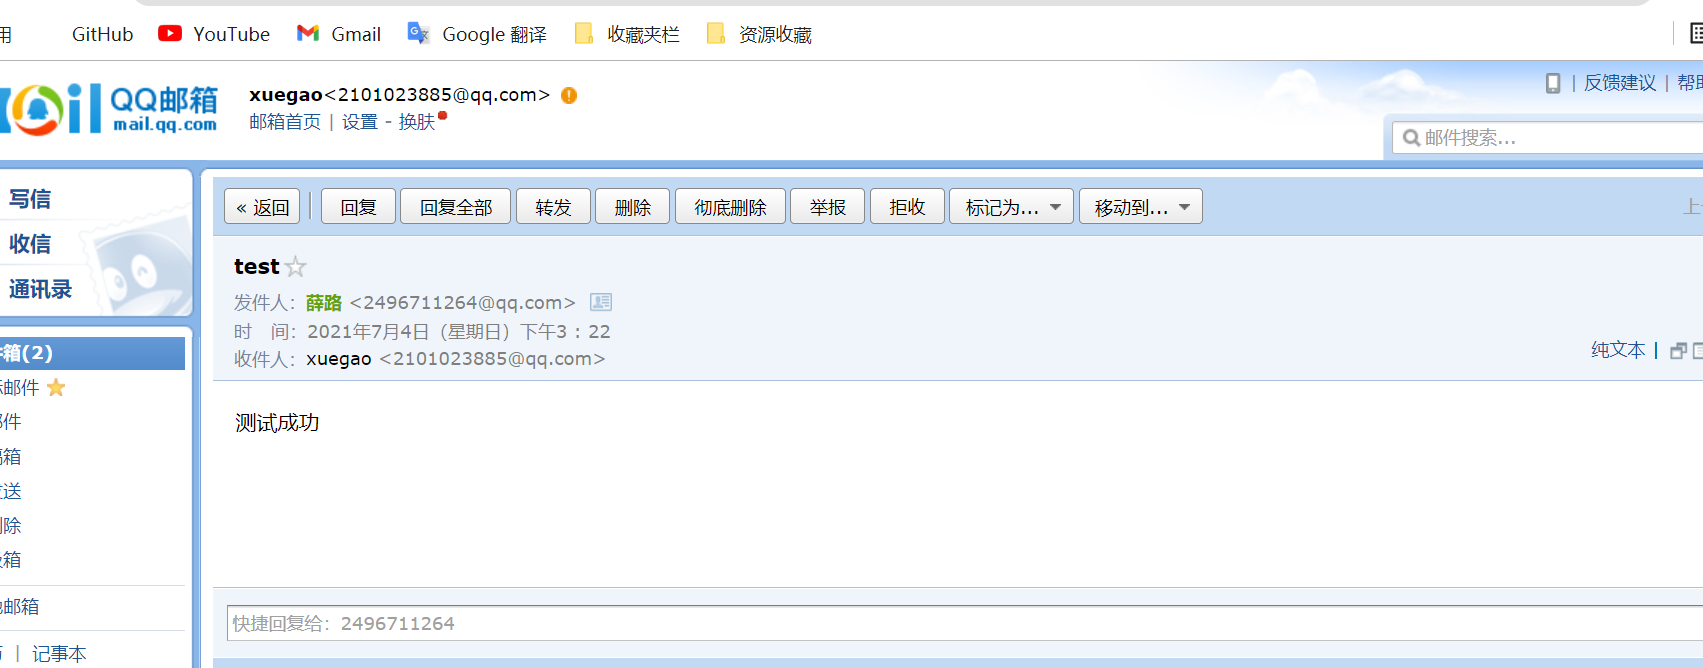 用 GitHub YouTube Gmail Google 翻译 收藏夹栏 资源收藏
QQ邮箱
mail.qq.com
xuegao<2101023885@qq.com>
邮箱首页 | 设置 - 换肤
| 反馈建议 | 帮助
邮件搜索...
写信
收信
通讯录
« 返回 回复 回复全部 转发 删除 彻底删除 举报 拒收 标记为... 移动到... 上一
test
发件人：薛路 <2496711264@qq.com>
时 间：2021年7月4日（星期日）下午3：22
收件人：xuegao <2101023885@qq.com>
纯文本 |
箱(2)
邮件
件
箱
送
除
箱
邮箱
| 记事本
测试成功
快捷回复给：2496711264